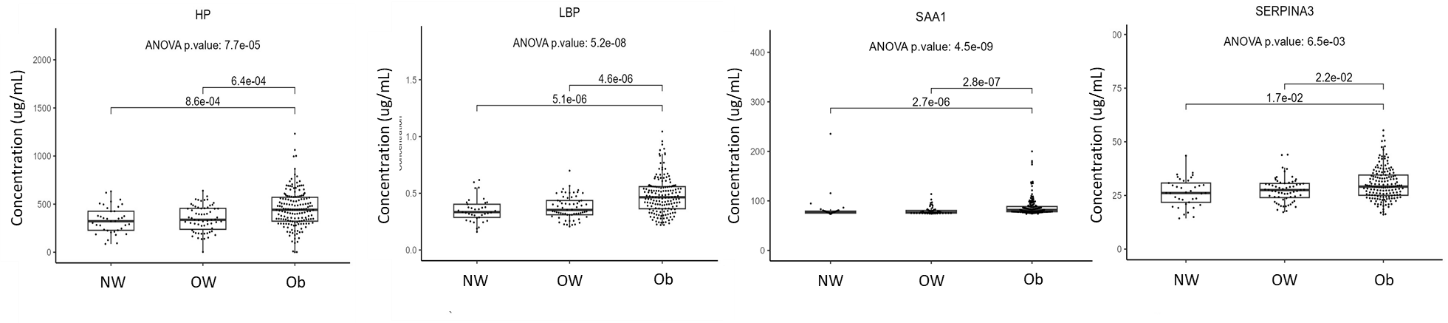 HP
ANOVA p.value: 7.7e-05
6.4e-04
8.6e-04
Concentration (ug/mL)
2000
1500
1000
500
0
NW OW Ob
LBP
ANOVA p.value: 5.2e-08
4.6e-06
5.1e-06
Concentration (ug/mL)
1.5
1.0
0.5
0.0
NW OW Ob
SAA1
ANOVA p.value: 4.5e-09
2.8e-07
2.7e-06
Concentration (ug/mL)
400
300
200
100
0
NW OW Ob
SERPINA3
ANOVA p.value: 6.5e-03
2.2e-02
1.7e-02
Concentration (ug/mL)
00
75
50
25
0
NW OW Ob